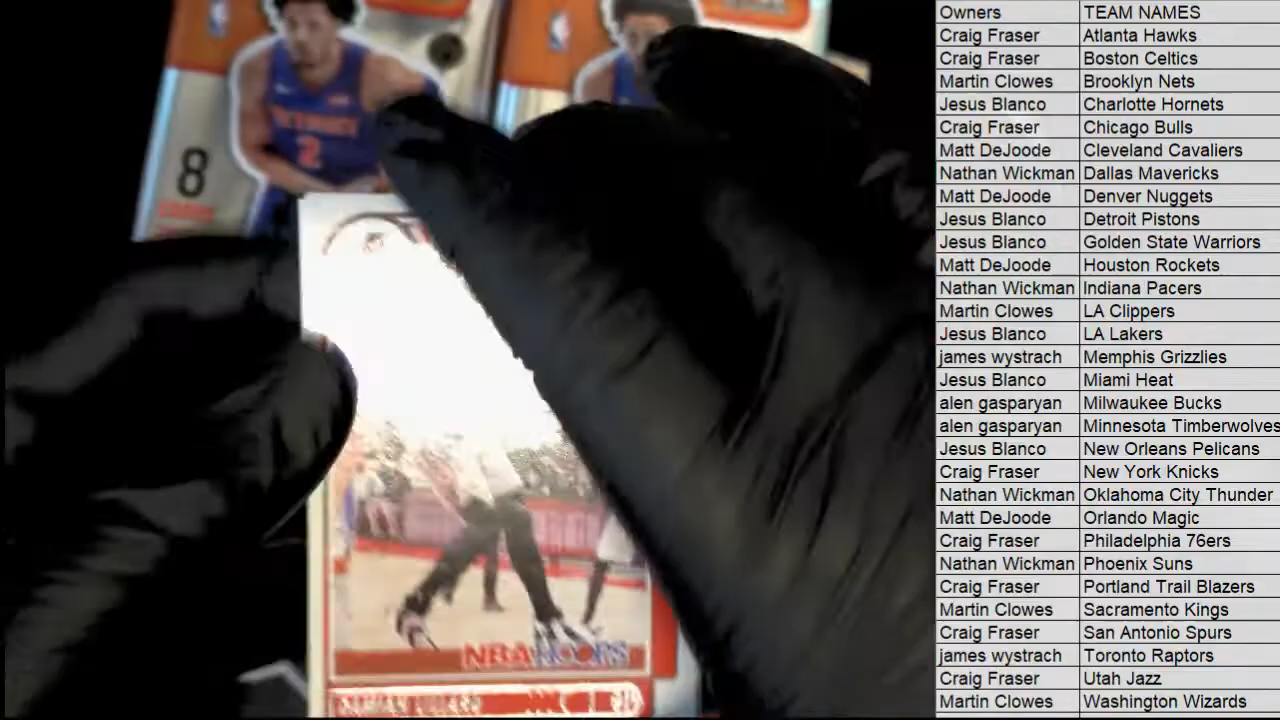 Owners TEAM NAMES
Craig Fraser Atlanta Hawks
Craig Fraser Boston Celtics
Martin Clowes Brooklyn Nets
Jesus Blanco Charlotte Hornets
Craig Fraser Chicago Bulls
Matt DeJoode Cleveland Cavaliers
Nathan Wickman Dallas Mavericks
Matt DeJoode Denver Nuggets
Jesus Blanco Detroit Pistons
Jesus Blanco Golden State Warriors
Matt DeJoode Houston Rockets
Nathan Wickman Indiana Pacers
Martin Clowes LA Clippers
Jesus Blanco LA Lakers
james wystrach Memphis Grizzlies
Jesus Blanco Miami Heat
alen gasparyan Milwaukee Bucks
alen gasparyan Minnesota Timberwolves
Jesus Blanco New Orleans Pelicans
Craig Fraser New York Knicks
Nathan Wickman Oklahoma City Thunder
Matt DeJoode Orlando Magic
Craig Fraser Philadelphia 76ers
Nathan Wickman Phoenix Suns
Craig Fraser Portland Trail Blazers
Martin Clowes Sacramento Kings
Craig Fraser San Antonio Spurs
james wystrach Toronto Raptors
Craig Fraser Utah Jazz
Martin Clowes Washington Wizards
DETROIT
2
8
NBA HOOPS